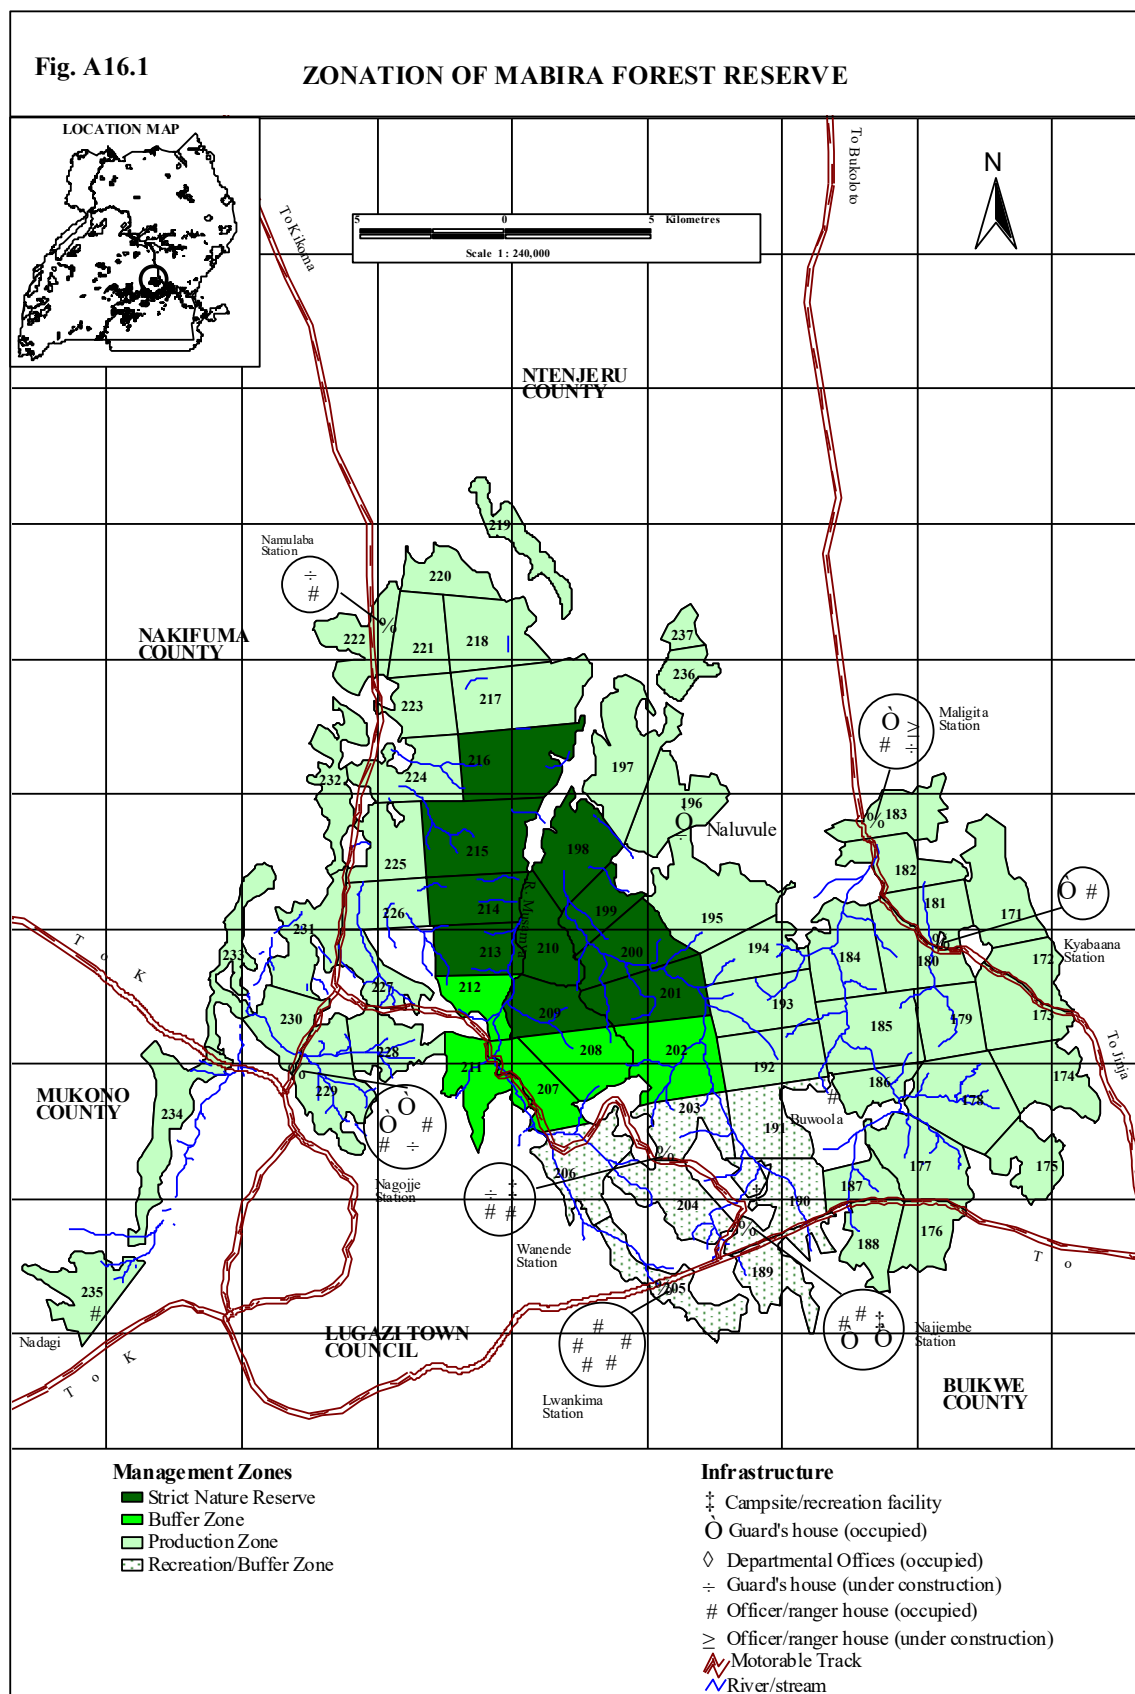 Fig. A16.1
ZONATION OF MABIRA FOREST RESERVE
LOCATION MAP
To Kikoma
To Bukoloto
N
5 0 5 Kilometres
Scale 1 : 240,000
NTENJERU
COUNTY
219
Namulaba
Station
÷
#
%
220
222
221
218
237
NAKIFUMA
COUNTY
236
223
217
Maligita
Station
Ò ≥
# ÷
216
197
232
224
196
Ò
÷
Naluvule
183
%
215
198
225
182
Ò #
181
214
199
195
171
R. Musamya
226
231
213
210
200
194
184
180
%
172
Kyabaana
Station
To K
233
212
227
201
193
230
209
185
179
173
208
202
228
To Jinja
211
192
%
229
207
186
174
MUKONO
COUNTY
234
178
#
203
Buwoola
191
Ò
Ò #
# ÷
Nagojje
Station
177
175
%
206
÷ ‡
# #
187
190
‡
204
Wanende
Station
%
188
176
189
To
235
#
%
205
Nadagi
LUGAZI TOWN
COUNCIL
#
# #
# #
# # ‡
Ò Ò
Najjembe
Station
To K
Lwankima
Station
BUIKWE
COUNTY
Management Zones
Strict Nature Reserve
Buffer Zone
Production Zone
Recreation/Buffer Zone
Infrastructure
‡ Campsite/recreation facility
Ò Guard's house (occupied)
◊ Departmental Offices (occupied)
÷ Guard's house (under construction)
# Officer/ranger house (occupied)
≥ Officer/ranger house (under construction)
Motorable Track
River/stream